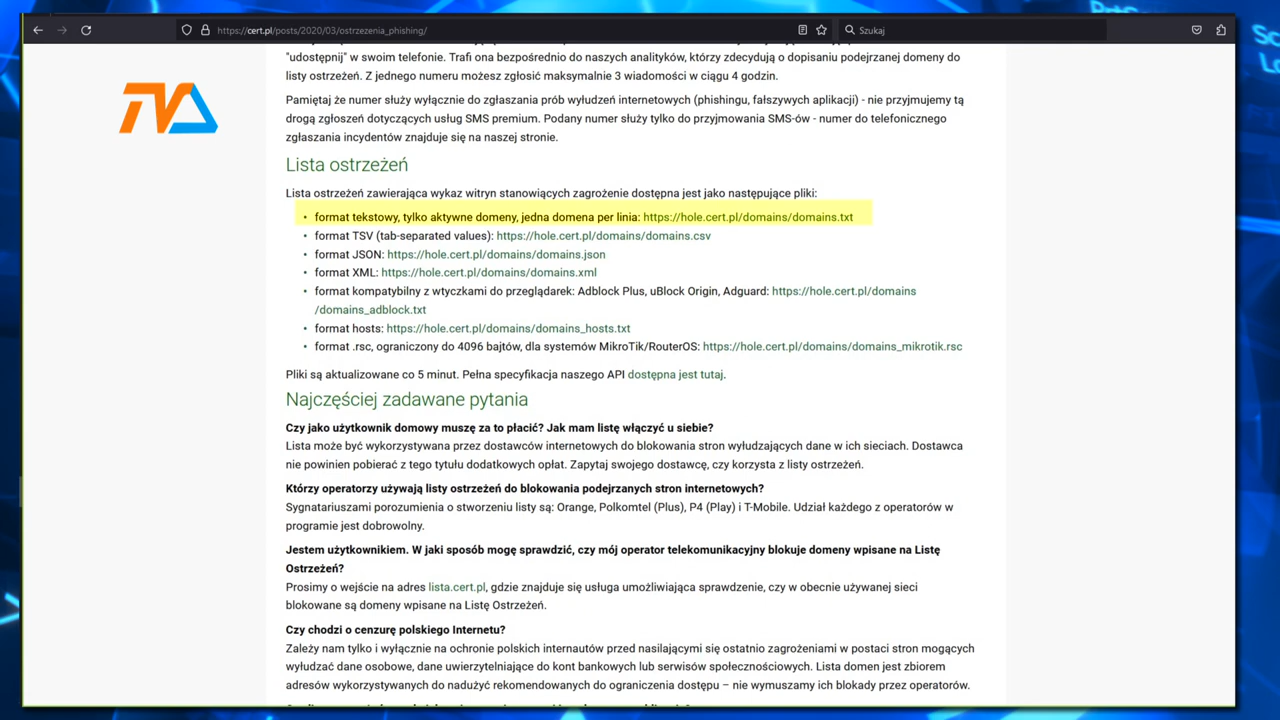 https://cert.pl/posts/2020/03/ostrzezenia_phishing/
Szukaj
TVA
"udostępnij" w swoim telefonie. Trafi ona bezpośrednio do naszych analityków, którzy zdecydują o dopisaniu podejrzanej domeny do
listy ostrzeżeń. Z jednego numeru możesz zgłosić maksymalnie 3 wiadomości w ciągu 4 godzin.
Pamiętaj że numer służy wyłącznie do zgłaszania prób wyłudzeń internetowych (phishingu, fałszywych aplikacji) - nie przyjmujemy tą
drogą zgłoszeń dotyczących usług SMS premium. Podany numer służy tylko do przyjmowania SMS-ów - numer do telefonicznego
zgłaszania incydentów znajduje się na naszej stronie.
Lista ostrzeżeń
Lista ostrzeżeń zawierająca wykaz witryn stanowiących zagrożenie dostępna jest jako następujące pliki:
• format tekstowy, tylko aktywne domeny, jedna domena per linia: https://hole.cert.pl/domains/domains.txt
• format TSV (tab-separated values): https://hole.cert.pl/domains/domains.csv
• format JSON: https://hole.cert.pl/domains/domains.json
• format XML: https://hole.cert.pl/domains/domains.xml
• format kompatybilny z wtyczkami do przeglądarek: Adblock Plus, uBlock Origin, Adguard: https://hole.cert.pl/domains
/domains_adblock.txt
• format hosts: https://hole.cert.pl/domains/domains_hosts.txt
• format .rsc, ograniczony do 4096 bajtów, dla systemów MikroTik/RouterOS: https://hole.cert.pl/domains/domains_mikrotik.rsc
Pliki są aktualizowane co 5 minut. Pełna specyfikacja naszego API dostępna jest tutaj.
Najczęściej zadawane pytania
Czy jako użytkownik domowy muszę za to płacić? Jak mam listę włączyć u siebie?
Lista może być wykorzystywana przez dostawców internetowych do blokowania stron wyłudzających dane w ich sieciach. Dostawca
nie powinien pobierać z tego tytułu dodatkowych opłat. Zapytaj swojego dostawcę, czy korzysta z listy ostrzeżeń.
Którzy operatorzy używają listy ostrzeżeń do blokowania podejrzanych stron internetowych?
Sygnatariuszami porozumienia o stworzeniu listy są: Orange, Polkomtel (Plus), P4 (Play) i T-Mobile. Udział każdego z operatorów w
programie jest dobrowolny.
Jestem użytkownikiem. W jaki sposób mogę sprawdzić, czy mój operator telekomunikacyjny blokuje domeny wpisane na Listę
Ostrzeżeń?
Prosimy o wejście na adres lista.cert.pl, gdzie znajduje się usługa umożliwiająca sprawdzenie, czy w obecnie używanej sieci
blokowane są domeny wpisane na Listę Ostrzeżeń.
Czy chodzi o cenzurę polskiego Internetu?
Zależy nam tylko i wyłącznie na ochronie polskich internautów przed nasilającymi się ostatnio zagrożeniami w postaci stron mogących
wyłudzać dane osobowe, dane uwierzytelniające do kont bankowych lub serwisów społecznościowych. Lista domen jest zbiorem
adresów wykorzystywanych do nadużyć rekomendowanych do ograniczenia dostępu – nie wymuszamy ich blokady przez operatorów.